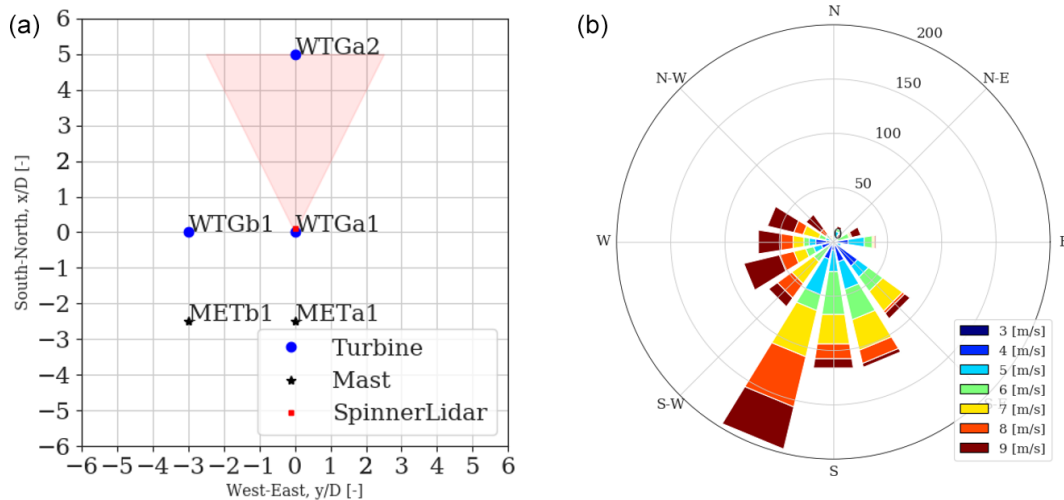 (a)
6
5
4
3
2
1
0
−1
−2
−3
−4
−5
−6
South-North, x/D [-]
WTGa2
WTGb1
WTGa1
METb1
METa1
Turbine
Mast
SpinnerLidar
−6 −5 −4 −3 −2 −1 0 1 2 3 4 5 6
West-East, y/D [-]
(b)
N
200
N-W
N-E
150
100
50
0
W
E
S-W
S-E
S
3 [m/s]
4 [m/s]
5 [m/s]
6 [m/s]
7 [m/s]
8 [m/s]
9 [m/s]